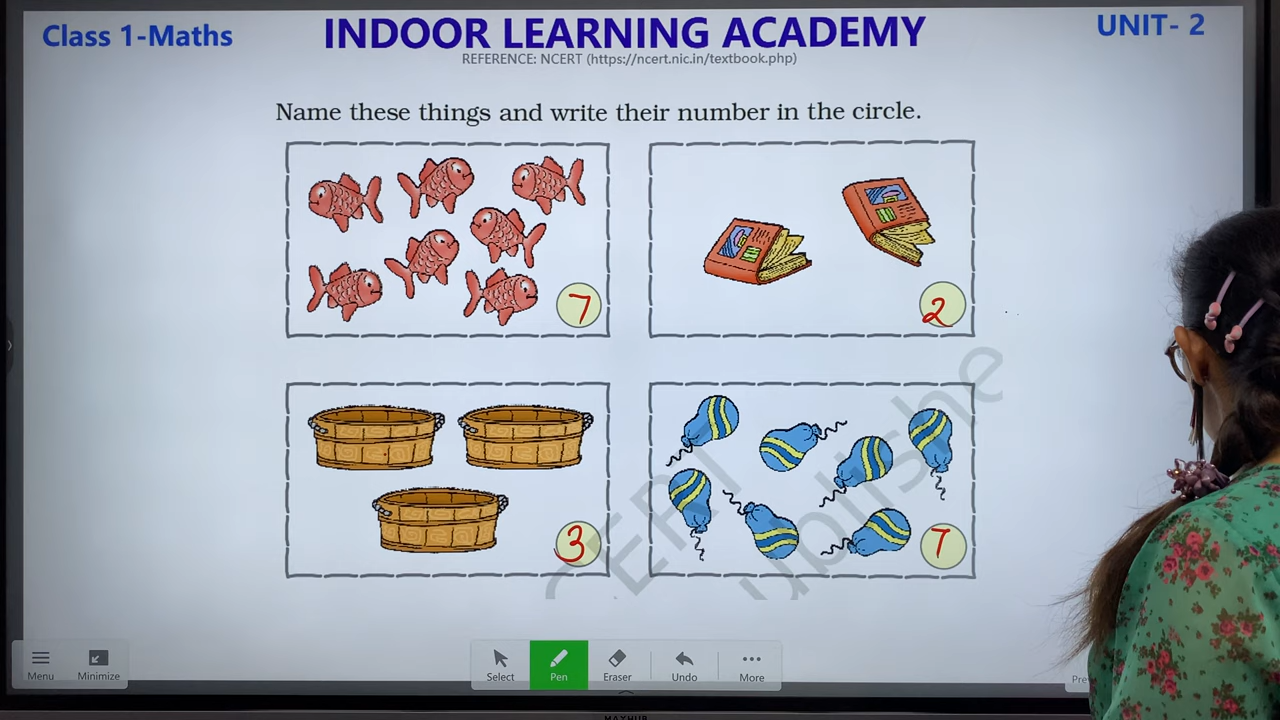 Class 1-Maths
INDOOR LEARNING ACADEMY
UNIT- 2
REFERENCE: NCERT (https://ncert.nic.in/textbook.php)
Name these things and write their number in the circle.
7
2
3
7
Menu
Minimize
Select
Pen
Eraser
Undo
More
MAXHUB